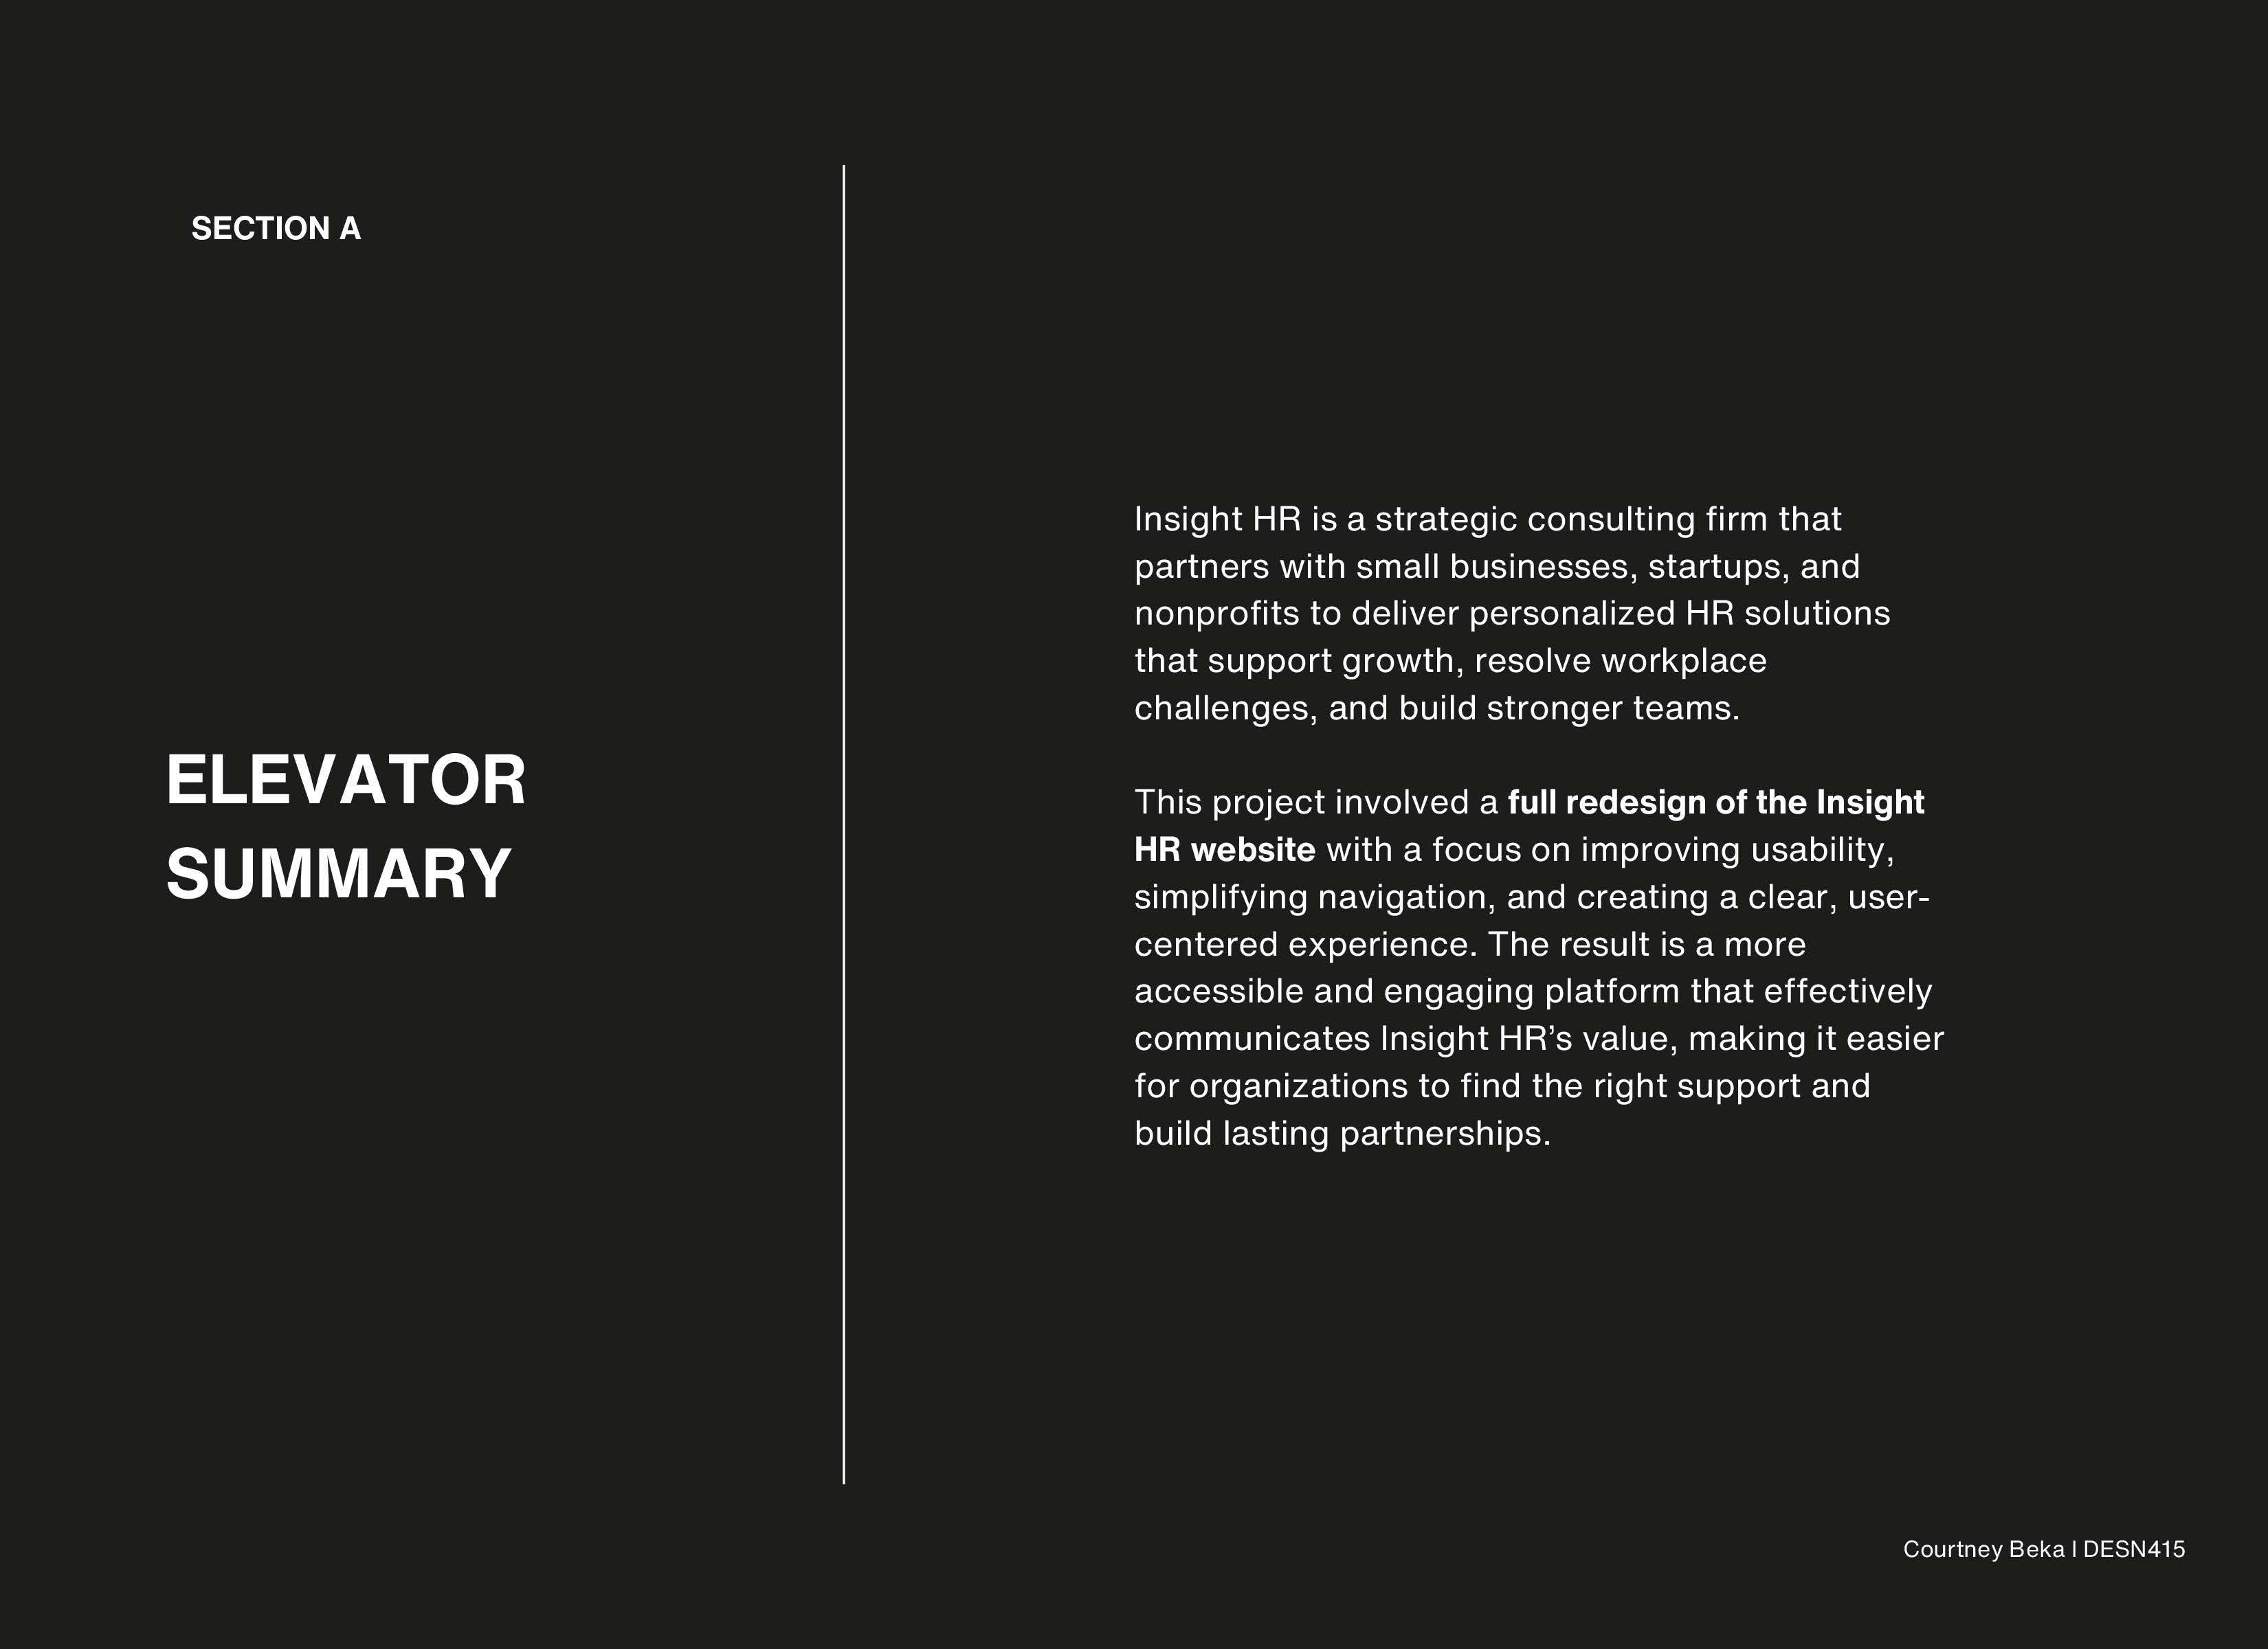 SECTION A
ELEVATOR
SUMMARY
Insight HR is a strategic consulting firm that
partners with small businesses, startups, and
nonprofits to deliver personalized HR solutions
that support growth, resolve workplace
challenges, and build stronger teams.
This project involved a full redesign of the Insight
HR website with a focus on improving usability,
simplifying navigation, and creating a clear, user-
centered experience. The result is a more
accessible and engaging platform that effectively
communicates Insight HR’s value, making it easier
for organizations to find the right support and
build lasting partnerships.
Courtney Beka | DESN415